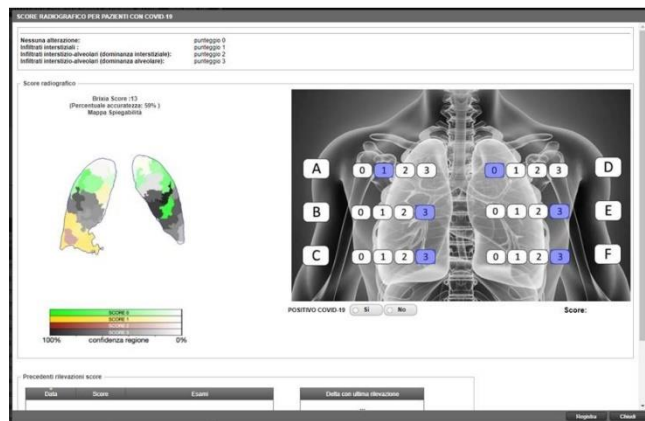 SCORE RADIOGRAFICO PER PAZIENTI CON COVID-19
Nessuna alterazione: punteggio 0
Infiltrati interstiziali : punteggio 1
Infiltrati interstizio-alveolari (dominanza interstiziale): punteggio 2
Infiltrati interstizio-alveolari (dominanza alveolare): punteggio 3
Score radiografico
Brixia Score :13
(Percentuale accuratezza: 59% )
Mappa Spiegabilità
A 0 1 2 3 0 1 2 3 D
B 0 1 2 3 0 1 2 3 E
C 0 1 2 3 0 1 2 3 F
SCORE 0
SCORE 1
SCORE 2
SCORE 3
100% confidenza regione 0%
POSITIVO COVID-19 Si No Score:
Precedenti rilevazioni score
Data Score Esame Delta con ultima rilevazione
...
Registra Chiudi